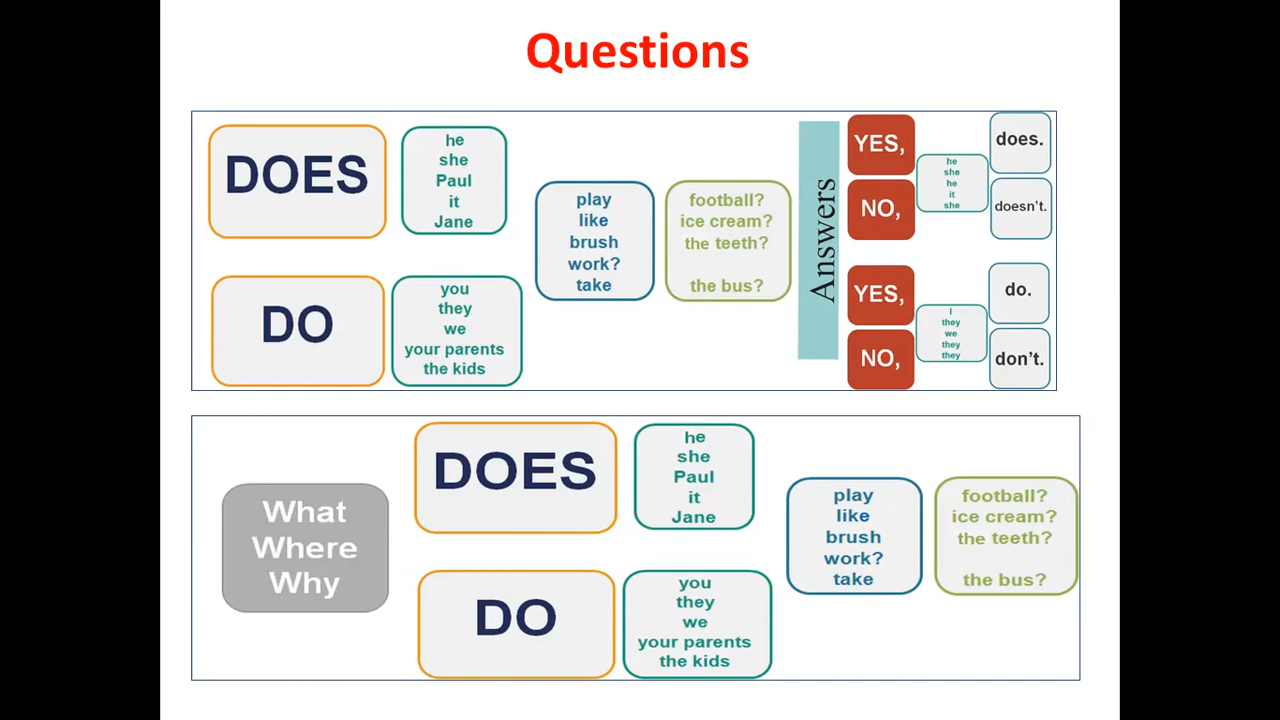 Questions
DOES
he
she
Paul
it
Jane
DO
you
they
we
your parents
the kids
play
like
brush
work?
take
football?
ice cream?
the teeth?
the bus?
Answers
YES,
NO,
he
she
he
it
she
does.
doesn't.
YES,
NO,
I
they
we
they
they
do.
don't.
What
Where
Why
DOES
he
she
Paul
it
Jane
DO
you
they
we
your parents
the kids
play
like
brush
work?
take
football?
ice cream?
the teeth?
the bus?